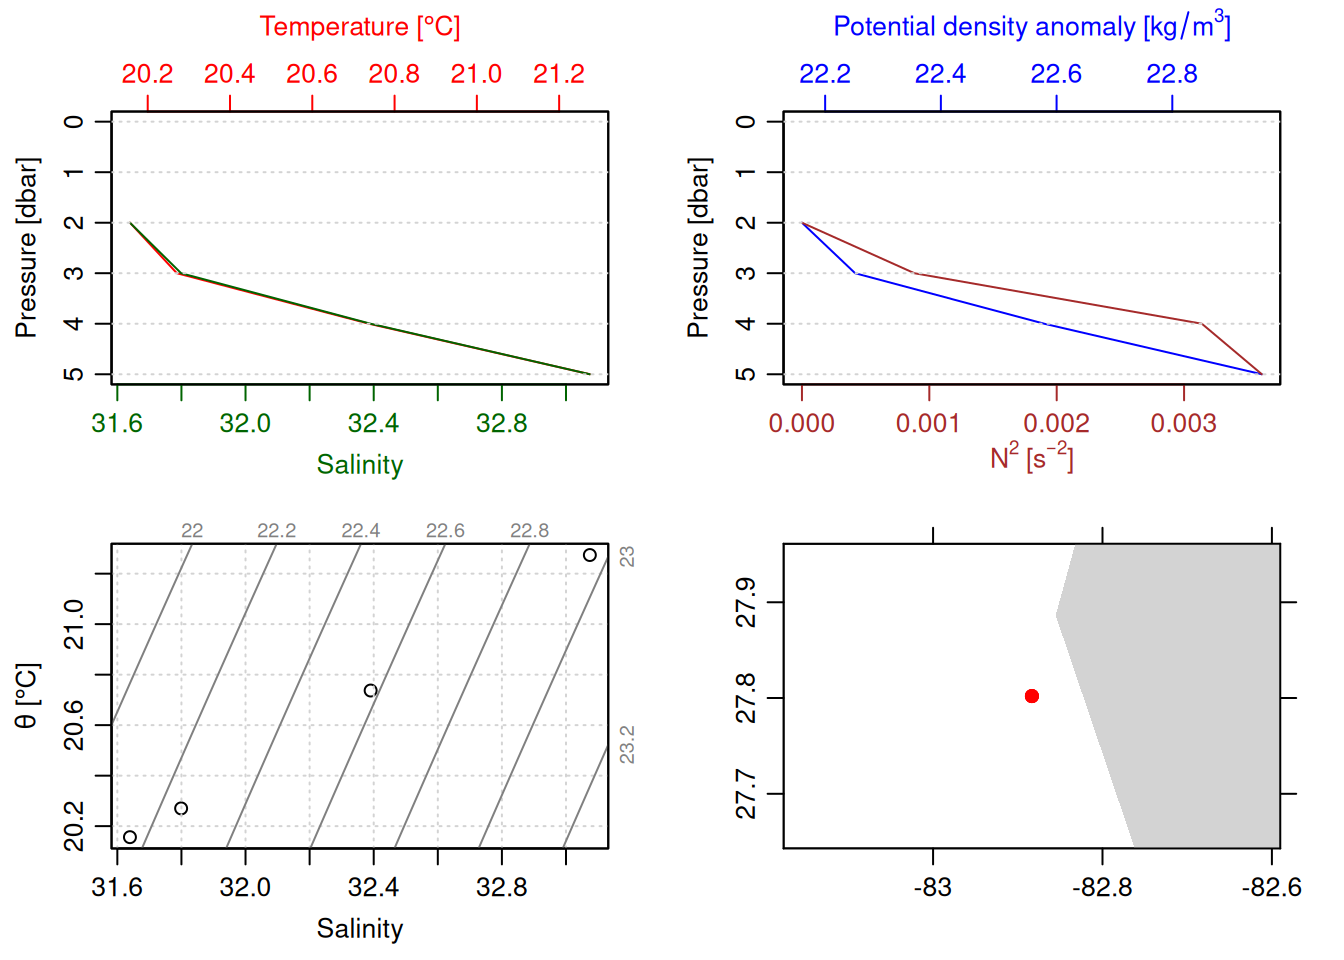 Temperature [°C]
20.2 20.4 20.6 20.8 21.0 21.2
Pressure [dbar]
0
1
2
3
4
5
31.6 32.0 32.4 32.8
Salinity
Potential density anomaly [kg/m³]
22.2 22.4 22.6 22.8
Pressure [dbar]
0
1
2
3
4
5
0.000 0.001 0.002 0.003
N² [s⁻²]
22 22.2 22.4 22.6 22.8
23
23.2
θ [°C]
21.0
20.6
20.2
31.6 32.0 32.4 32.8
Salinity
27.9
27.8
27.7
-83 -82.8 -82.6